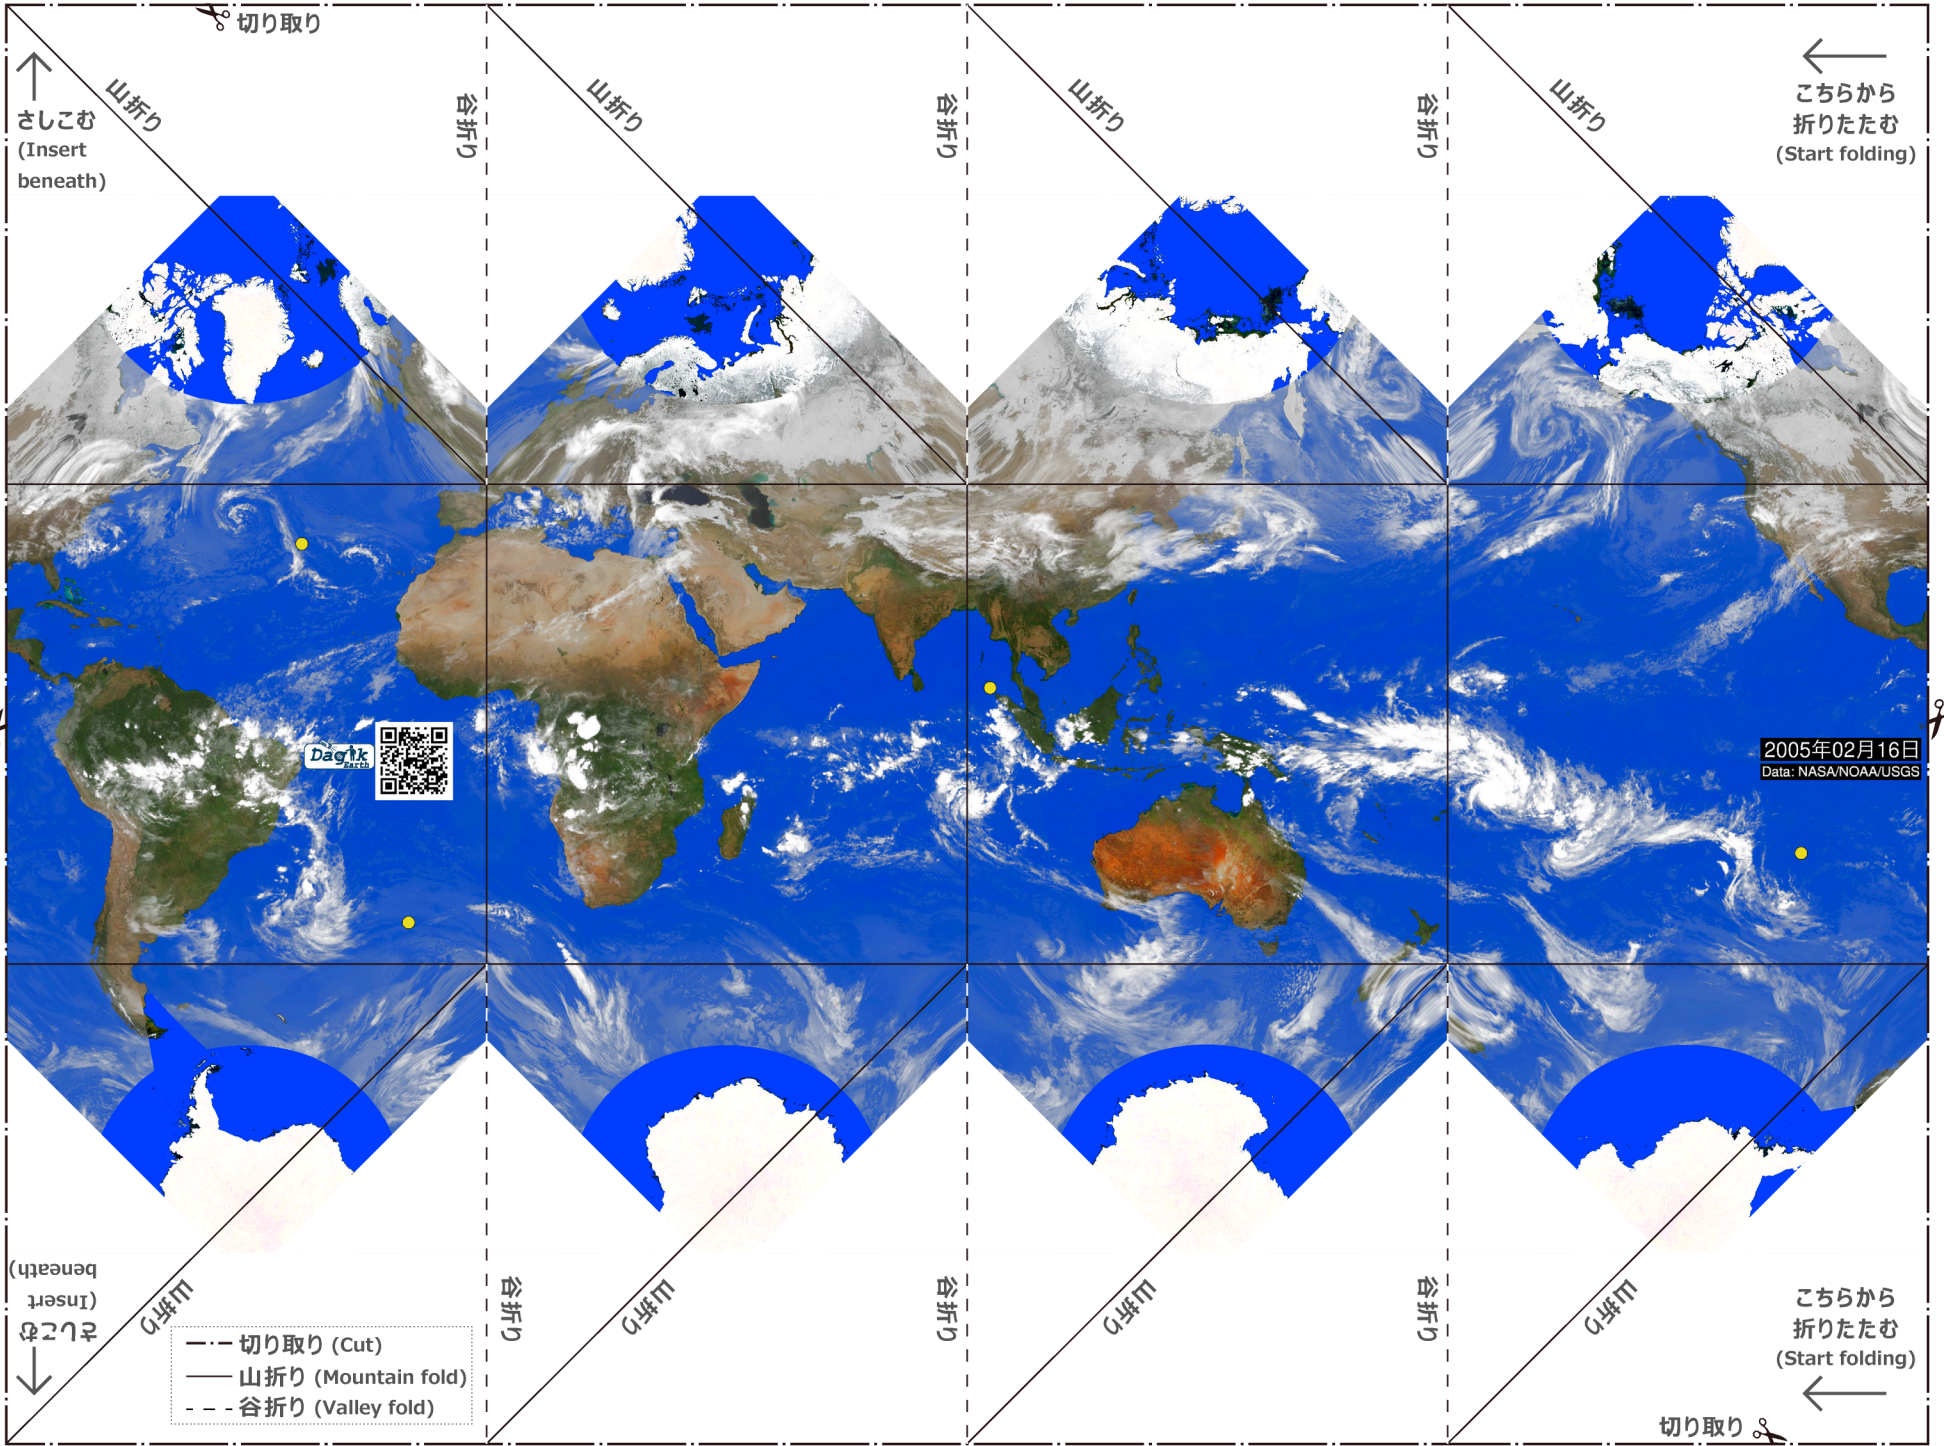 切り取り
山折り
谷折り
山折り
谷折り
山折り
谷折り
山折り
さしこむ
(Insert
beneath)
こちらから
折りたたむ
(Start folding)
Dagik
Earth
2005年02月16日
Data: NASA/NOAA/USGS
さしこむ
(Insert
beneath)
山折り
谷折り
山折り
谷折り
山折り
谷折り
山折り
こちらから
折りたたむ
(Start folding)
切り取り (Cut)
山折り (Mountain fold)
谷折り (Valley fold)
切り取り